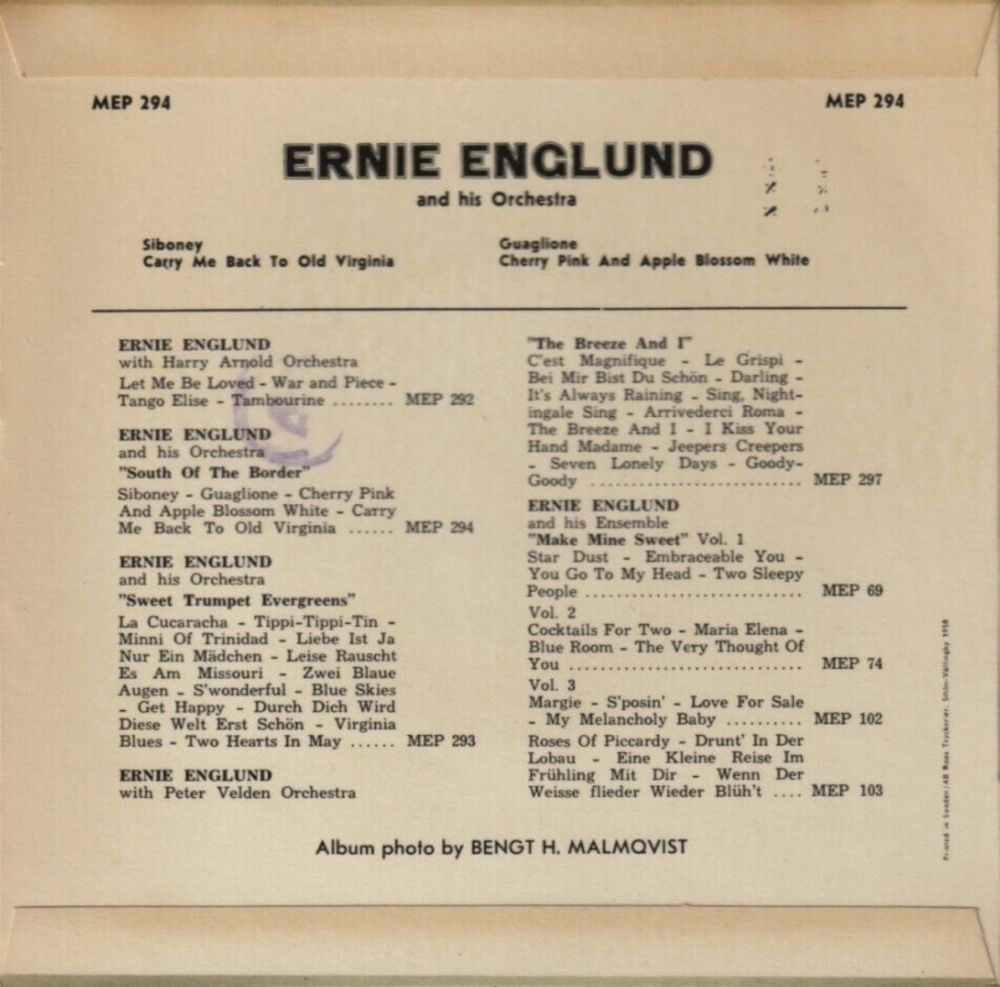 MEP 294
MEP 294
ERNIE ENGLUND
and his Orchestra
Siboney
Carry Me Back To Old Virginia
Guaglione
Cherry Pink And Apple Blossom White
ERNIE ENGLUND
with Harry Arnold Orchestra
Let Me Be Loved - War and Piece -
Tango Elise - Tambourine ........ MEP 292
ERNIE ENGLUND
and his Orchestra
"South Of The Border"
Siboney - Guaglione - Cherry Pink
And Apple Blossom White - Carry
Me Back To Old Virginia ...... MEP 294
ERNIE ENGLUND
and his Orchestra
"Sweet Trumpet Evergreens"
La Cucaracha - Tippi-Tippi-Tin -
Minni Of Trinidad - Liebe Ist Ja
Nur Ein Mädchen - Leise Rauscht
Es Am Missouri - Zwei Blaue
Augen - S'wonderful - Blue Skies
- Get Happy - Durch Dich Wird
Diese Welt Erst Schön - Virginia
Blues - Two Hearts In May ...... MEP 293
ERNIE ENGLUND
with Peter Velden Orchestra
"The Breeze And I"
C'est Magnifique - Le Grispi -
Bei Mir Bist Du Schön - Darling -
It's Always Raining - Sing, Night-
ingale Sing - Arrivederci Roma -
The Breeze And I - I Kiss Your
Hand Madame - Jeepers Creepers
- Seven Lonely Days - Goody-
Goody ............................ MEP 297
ERNIE ENGLUND
and his Ensemble
"Make Mine Sweet" Vol. 1
Star Dust - Embraceable You -
You Go To My Head - Two Sleepy
People ............................ MEP 69
Vol. 2
Cocktails For Two - Maria Elena -
Blue Room - The Very Thought Of
You .............................. MEP 74
Vol. 3
Margie - S'posin' - Love For Sale
- My Melancholy Baby .......... MEP 102
Roses Of Piccardy - Drunt' In Der
Lobau - Eine Kleine Reise Im
Frühling Mit Dir - Wenn Der
Weisse flieder Wieder Blüh't .... MEP 103
Album photo by BENGT H. MALMQVIST
Printed in Sweden/AB Roos Tryckerier, Sthlm-Vällingby 1958